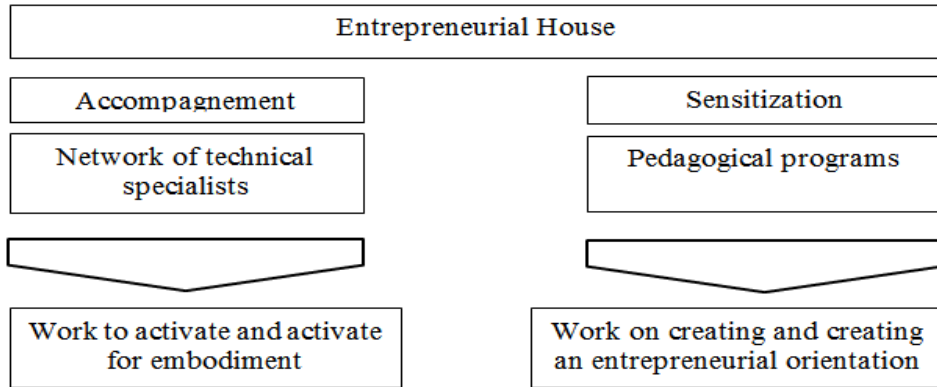 Entrepreneurial House
Accompagnement
Sensitization
Network of technical
specialists
Pedagogical programs
Work to activate and activate
for embodiment
Work on creating and creating
an entrepreneurial orientation